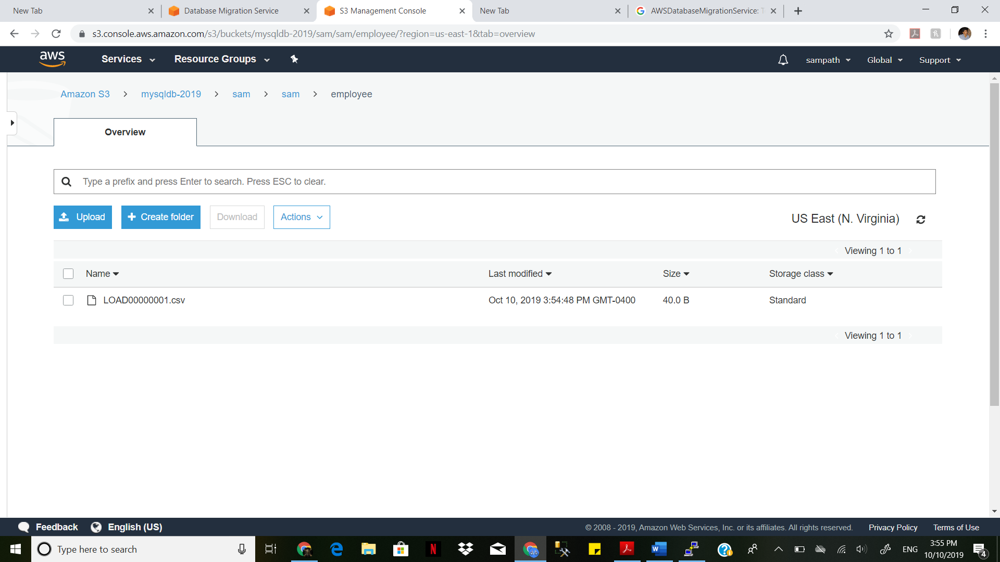 New Tab
Database Migration Service
S3 Management Console
New Tab
AWSDatabaseMigrationService:
s3.console.aws.amazon.com/s3/buckets/mysqldb-2019/sam/sam/employee/?region=us-east-1&tab=overview
aws
Services
Resource Groups
sampath
Global
Support
Amazon S3 > mysqldb-2019 > sam > sam > employee
Overview
Type a prefix and press Enter to search. Press ESC to clear.
Upload
+ Create folder
Download
Actions
US East (N. Virginia)
Viewing 1 to 1
Name
Last modified
Size
Storage class
LOAD00000001.csv
Oct 10, 2019 3:54:48 PM GMT-0400
40.0 B
Standard
Viewing 1 to 1
Feedback
English (US)
© 2008 - 2019, Amazon Web Services, Inc. or its affiliates. All rights reserved.
Privacy Policy
Terms of Use
Type here to search
ENG
3:55 PM
10/10/2019
4